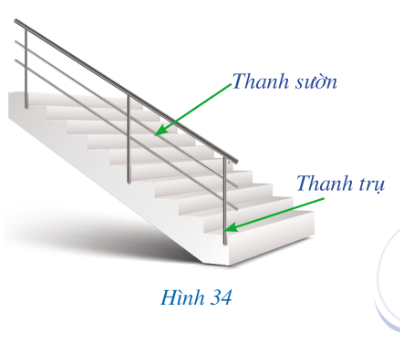 Thanh sườn
Thanh trụ
Hình 34